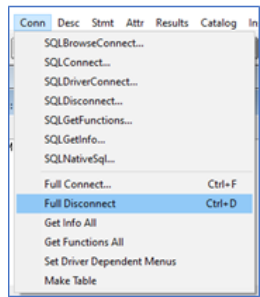 Conn Desc Stmt Attr Results Catalog In
SQLBrowseConnect...
SQLConnect...
SQLDriverConnect...
SQLDisconnect...
SQLGetFunctions...
SQLGetInfo...
SQLNativeSql...
Full Connect... Ctrl+F
Full Disconnect Ctrl+D
Get Info All
Get Functions All
Set Driver Dependent Menus
Make Table